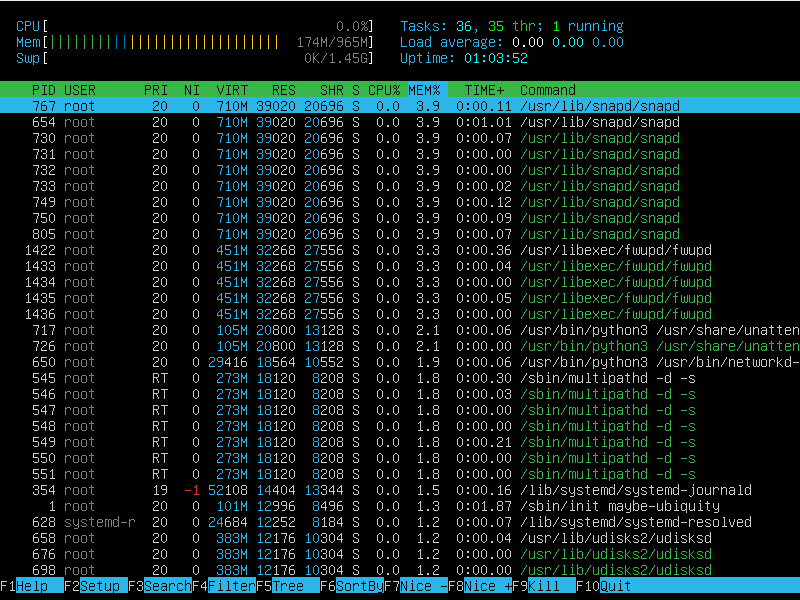 CPU[ 0.0%] Tasks: 36, 35 thr; 1 running
Mem[||||||||||||||||||||||||||||| 174M/965M] Load average: 0.00 0.00 0.00
Swp[ 0K/1.45G] Uptime: 01:03:52
PID USER PRI NI VIRT RES SHR S CPU% MEM% TIME+ Command
767 root 20 0 710M 39020 20696 S 0.0 3.9 0:00.11 /usr/lib/snapd/snapd
654 root 20 0 710M 39020 20696 S 0.0 3.9 0:01.01 /usr/lib/snapd/snapd
730 root 20 0 710M 39020 20696 S 0.0 3.9 0:00.07 /usr/lib/snapd/snapd
731 root 20 0 710M 39020 20696 S 0.0 3.9 0:00.00 /usr/lib/snapd/snapd
732 root 20 0 710M 39020 20696 S 0.0 3.9 0:00.00 /usr/lib/snapd/snapd
733 root 20 0 710M 39020 20696 S 0.0 3.9 0:00.02 /usr/lib/snapd/snapd
749 root 20 0 710M 39020 20696 S 0.0 3.9 0:00.12 /usr/lib/snapd/snapd
750 root 20 0 710M 39020 20696 S 0.0 3.9 0:00.09 /usr/lib/snapd/snapd
805 root 20 0 710M 39020 20696 S 0.0 3.9 0:00.07 /usr/lib/snapd/snapd
1422 root 20 0 451M 32268 27556 S 0.0 3.3 0:00.36 /usr/libexec/fwupd/fwupd
1433 root 20 0 451M 32268 27556 S 0.0 3.3 0:00.04 /usr/libexec/fwupd/fwupd
1434 root 20 0 451M 32268 27556 S 0.0 3.3 0:00.00 /usr/libexec/fwupd/fwupd
1435 root 20 0 451M 32268 27556 S 0.0 3.3 0:00.05 /usr/libexec/fwupd/fwupd
1436 root 20 0 451M 32268 27556 S 0.0 3.3 0:00.00 /usr/libexec/fwupd/fwupd
717 root 20 0 105M 20800 13128 S 0.0 2.1 0:00.06 /usr/bin/python3 /usr/share/unatten
726 root 20 0 105M 20800 13128 S 0.0 2.1 0:00.00 /usr/bin/python3 /usr/share/unatten
650 root 20 0 29416 18564 10552 S 0.0 1.9 0:00.06 /usr/bin/python3 /usr/bin/networkd-
545 root RT 0 273M 18120 8208 S 0.0 1.8 0:00.30 /sbin/multipathd -d -s
546 root RT 0 273M 18120 8208 S 0.0 1.8 0:00.03 /sbin/multipathd -d -s
547 root RT 0 273M 18120 8208 S 0.0 1.8 0:00.00 /sbin/multipathd -d -s
548 root RT 0 273M 18120 8208 S 0.0 1.8 0:00.00 /sbin/multipathd -d -s
549 root RT 0 273M 18120 8208 S 0.0 1.8 0:00.21 /sbin/multipathd -d -s
550 root RT 0 273M 18120 8208 S 0.0 1.8 0:00.00 /sbin/multipathd -d -s
551 root RT 0 273M 18120 8208 S 0.0 1.8 0:00.00 /sbin/multipathd -d -s
354 root 19 -1 52108 14404 13344 S 0.0 1.5 0:00.16 /lib/systemd/systemd-journald
1 root 20 0 101M 12996 8496 S 0.0 1.3 0:01.87 /sbin/init maybe-ubiquity
628 systemd-r 20 0 24684 12252 8184 S 0.0 1.2 0:00.07 /lib/systemd/systemd-resolved
658 root 20 0 383M 12176 10304 S 0.0 1.2 0:00.04 /usr/lib/udisks2/udisksd
676 root 20 0 383M 12176 10304 S 0.0 1.2 0:00.00 /usr/lib/udisks2/udisksd
698 root 20 0 383M 12176 10304 S 0.0 1.2 0:00.00 /usr/lib/udisks2/udisksd
F1Help F2Setup F3SearchF4FilterF5Tree F6SortByF7Nice -F8Nice +F9Kill F10Quit